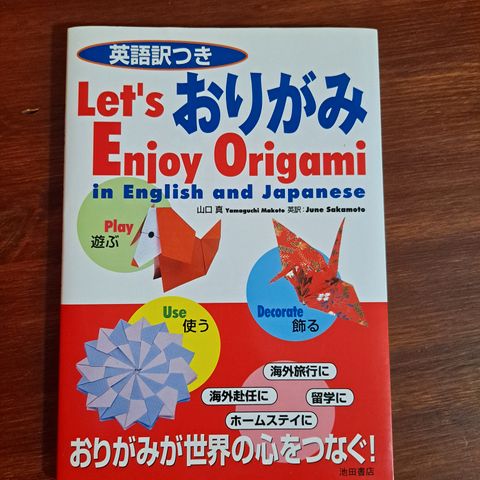 英語訳つき
Let's おりがみ
Enjoy Origami
in English and Japanese
山口 真 Yamaguchi Makoto 英訳:June Sakamoto
Play
遊ぶ
Use
使う
Decorate
飾る
海外旅行に
海外赴任に
留学に
ホームステイに
おりがみが世界の心をつなぐ!
池田書店